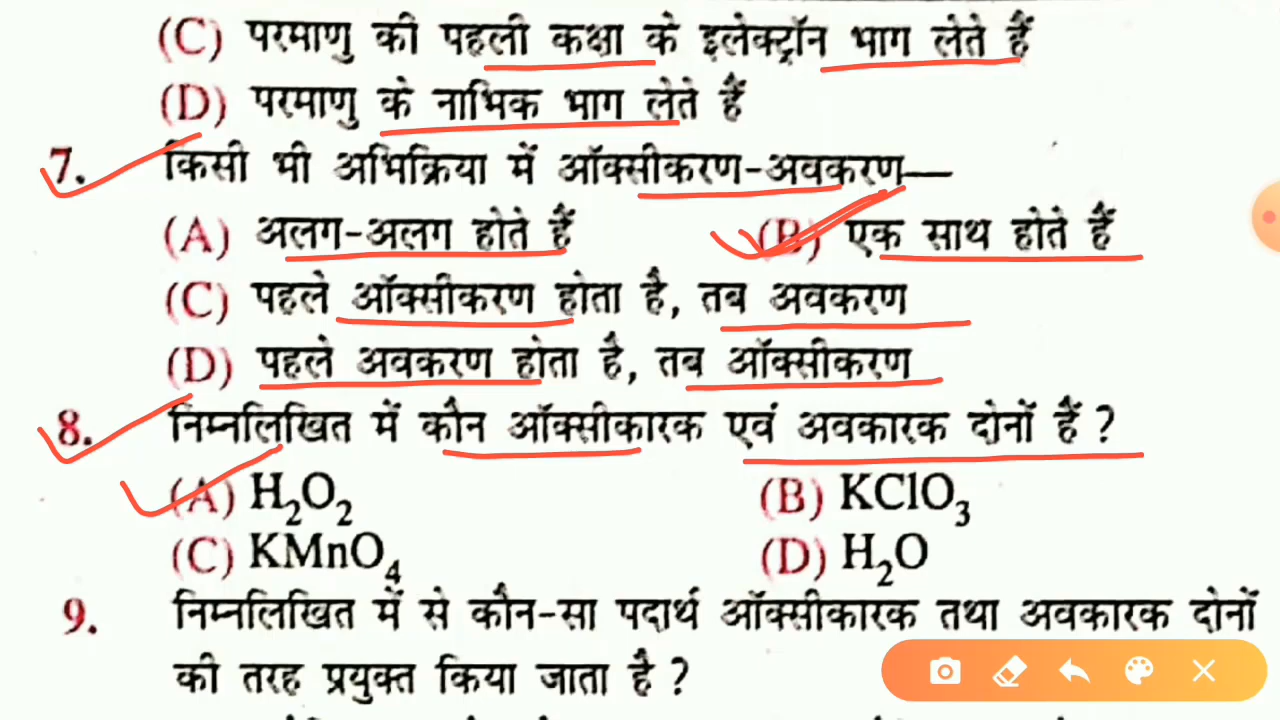 (C) परमाणु की पहली कक्षा के इलेक्ट्रॉन भाग लेते हैं
(D) परमाणु के नाभिक भाग लेते हैं
7. किसी भी अभिक्रिया में ऑक्सीकरण-अवकरण—
(A) अलग-अलग होते हैं (B) एक साथ होते हैं
(C) पहले ऑक्सीकरण होता है, तब अवकरण
(D) पहले अवकरण होता है, तब ऑक्सीकरण
8. निम्नलिखित में कौन ऑक्सीकारक एवं अवकारक दोनों हैं ?
(A) H₂O₂ (B) KClO₃
(C) KMnO₄ (D) H₂O
9. निम्नलिखित में से कौन-सा पदार्थ ऑक्सीकारक तथा अवकारक दोनों
की तरह प्रयुक्त किया जाता है ?